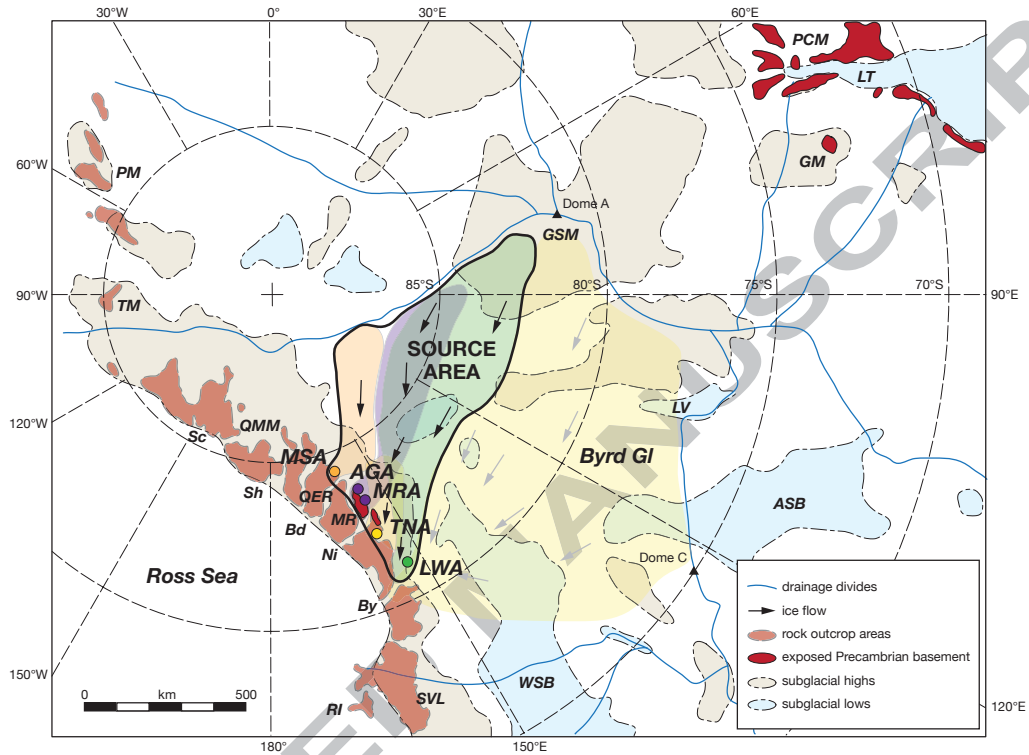 30°W
0°
30°E
60°E
PCM
LT
GM
60°W
PM
Dome A
GSM
90°W
TM
85°S
80°S
75°S
70°S
90°E
SOURCE
AREA
120°W
QMM
Sc
LV
MSA
AGA
Byrd Gl
Sh
QER
MRA
MR
TNA
ASB
Bd
Ni
Dome C
LWA
Ross Sea
By
drainage divides
ice flow
rock outcrop areas
exposed Precambrian basement
subglacial highs
subglacial lows
150°W
0 km 500
WSB
SVL
RI
120°E
180°
150°E
MANUSCRIP